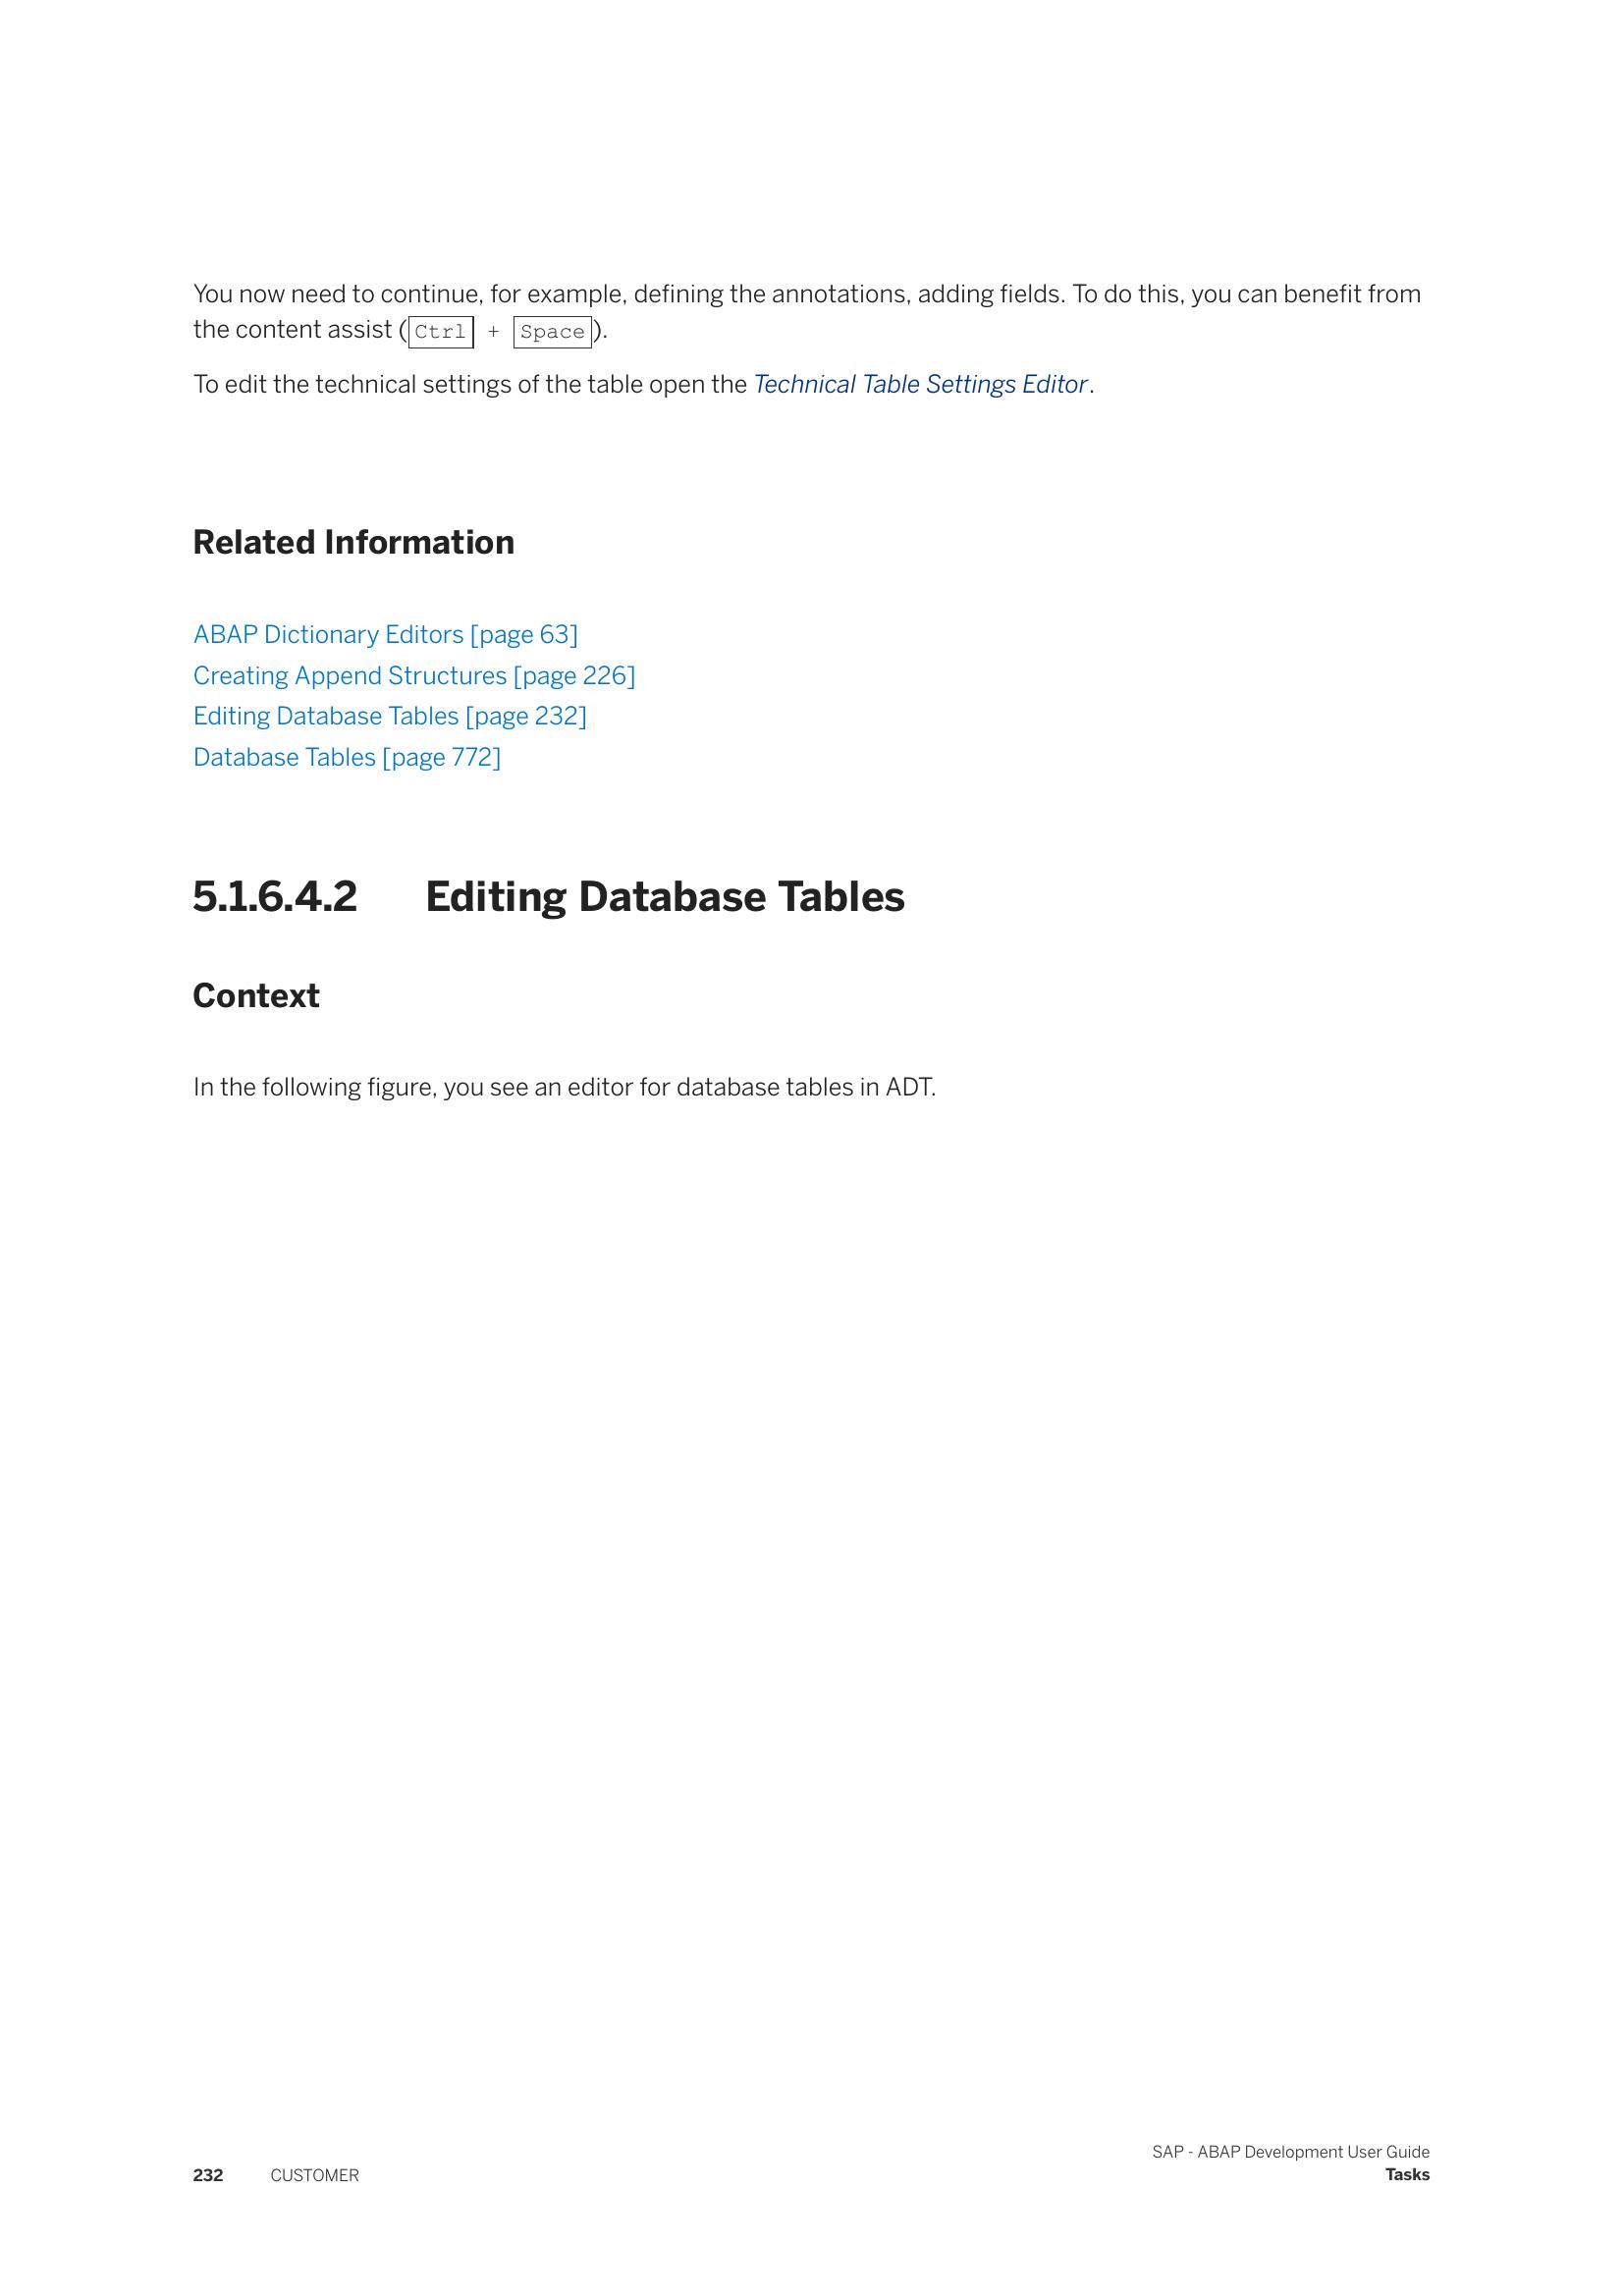 You now need to continue, for example, defining the annotations, adding fields. To do this, you can benefit from
the content assist ( Ctrl + Space ).
To edit the technical settings of the table open the Technical Table Settings Editor.
Related Information
ABAP Dictionary Editors [page 63]
Creating Append Structures [page 226]
Editing Database Tables [page 232]
Database Tables [page 772]
5.1.6.4.2 Editing Database Tables
Context
In the following figure, you see an editor for database tables in ADT.
SAP - ABAP Development User Guide
232 CUSTOMER Tasks